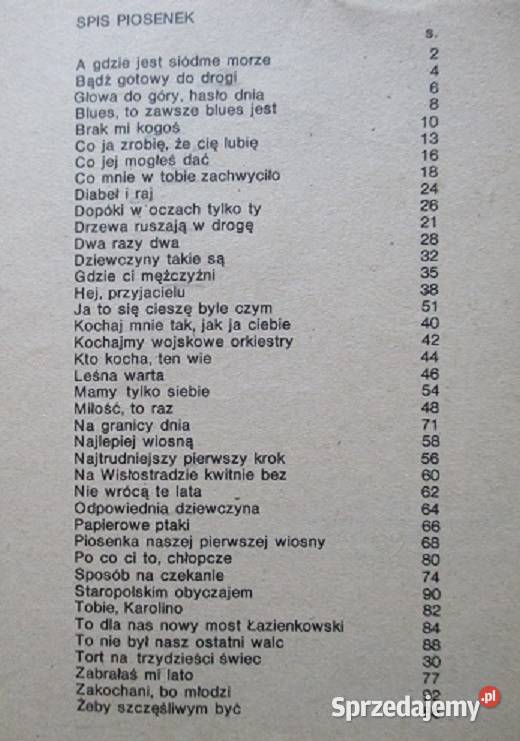 SPIS PIOSENEK
s.
A gdzie jest siódme morze 2
Bądź gotowy do drogi 4
Głowa do góry, hasło dnia 6
Blues, to zawsze blues jest 8
Brak mi kogoś 10
Co ja zrobię, że cię lubię 13
Co jej mogłeś dać 16
Co mnie w tobie zachwyciło 18
Diabeł i raj 24
Dopóki w oczach tylko ty 26
Drzewa ruszają w drogę 21
Dwa razy dwa 28
Dziewczyny takie są 32
Gdzie ci mężczyźni 35
Hej, przyjacielu 38
Ja to się cieszę byle czym 51
Kochaj mnie tak, jak ja ciebie 40
Kochajmy wojskowe orkiestry 42
Kto kocha, ten wie 44
Leśna warta 46
Mamy tylko siebie 54
Miłość, to raz 48
Na granicy dnia 71
Najlepiej wiosną 58
Najtrudniejszy pierwszy krok 56
Na Wisłostradzie kwitnie bez 60
Nie wrócą te lata 62
Odpowiednia dziewczyna 64
Papierowe ptaki 66
Piosenka naszej pierwszej wiosny 68
Po co ci to, chłopcze 80
Sposób na czekanie 74
Staropolskim obyczajem 90
Tobie, Karolino 82
To dla nas nowy most Łazienkowski 84
To nie był nasz ostatni walc 88
Tort na trzydzieści świec 30
Zabrałaś mi lato 77
Zakochani, bo młodzi 92
Żeby szczęśliwym być
Sprzedajemy.pl